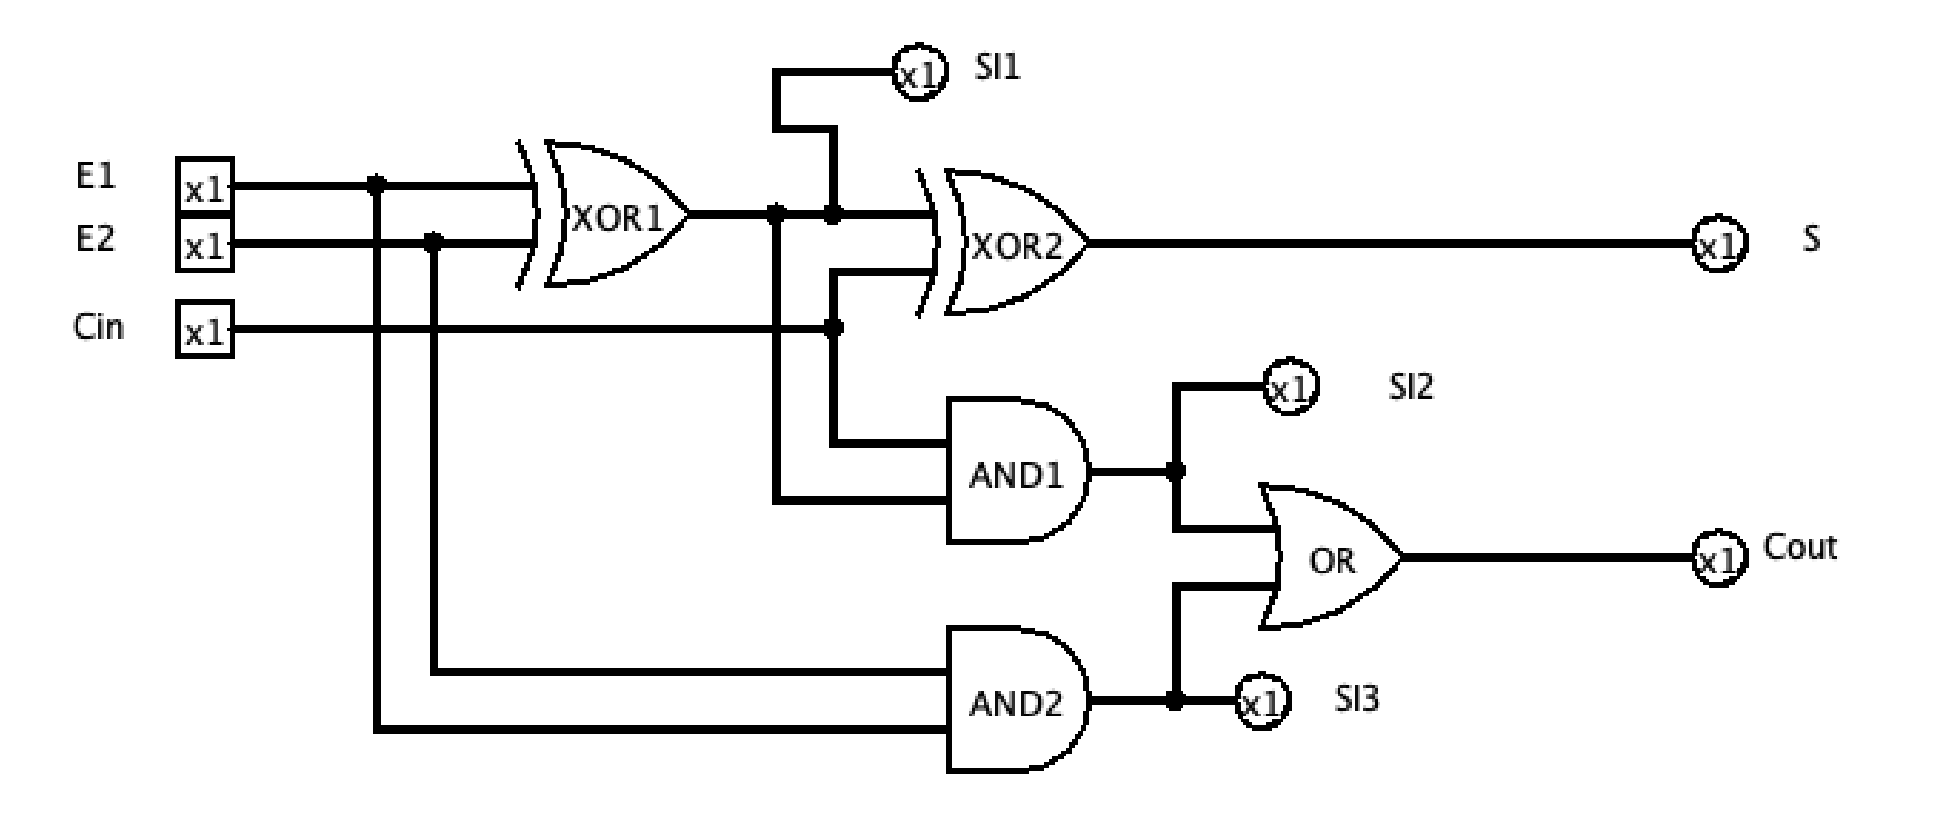 x1 SI1
E1 x1
XOR1
E2 x1
XOR2
x1 S
Cin x1
x1 SI2
AND1
OR
x1 Cout
AND2
x1 SI3